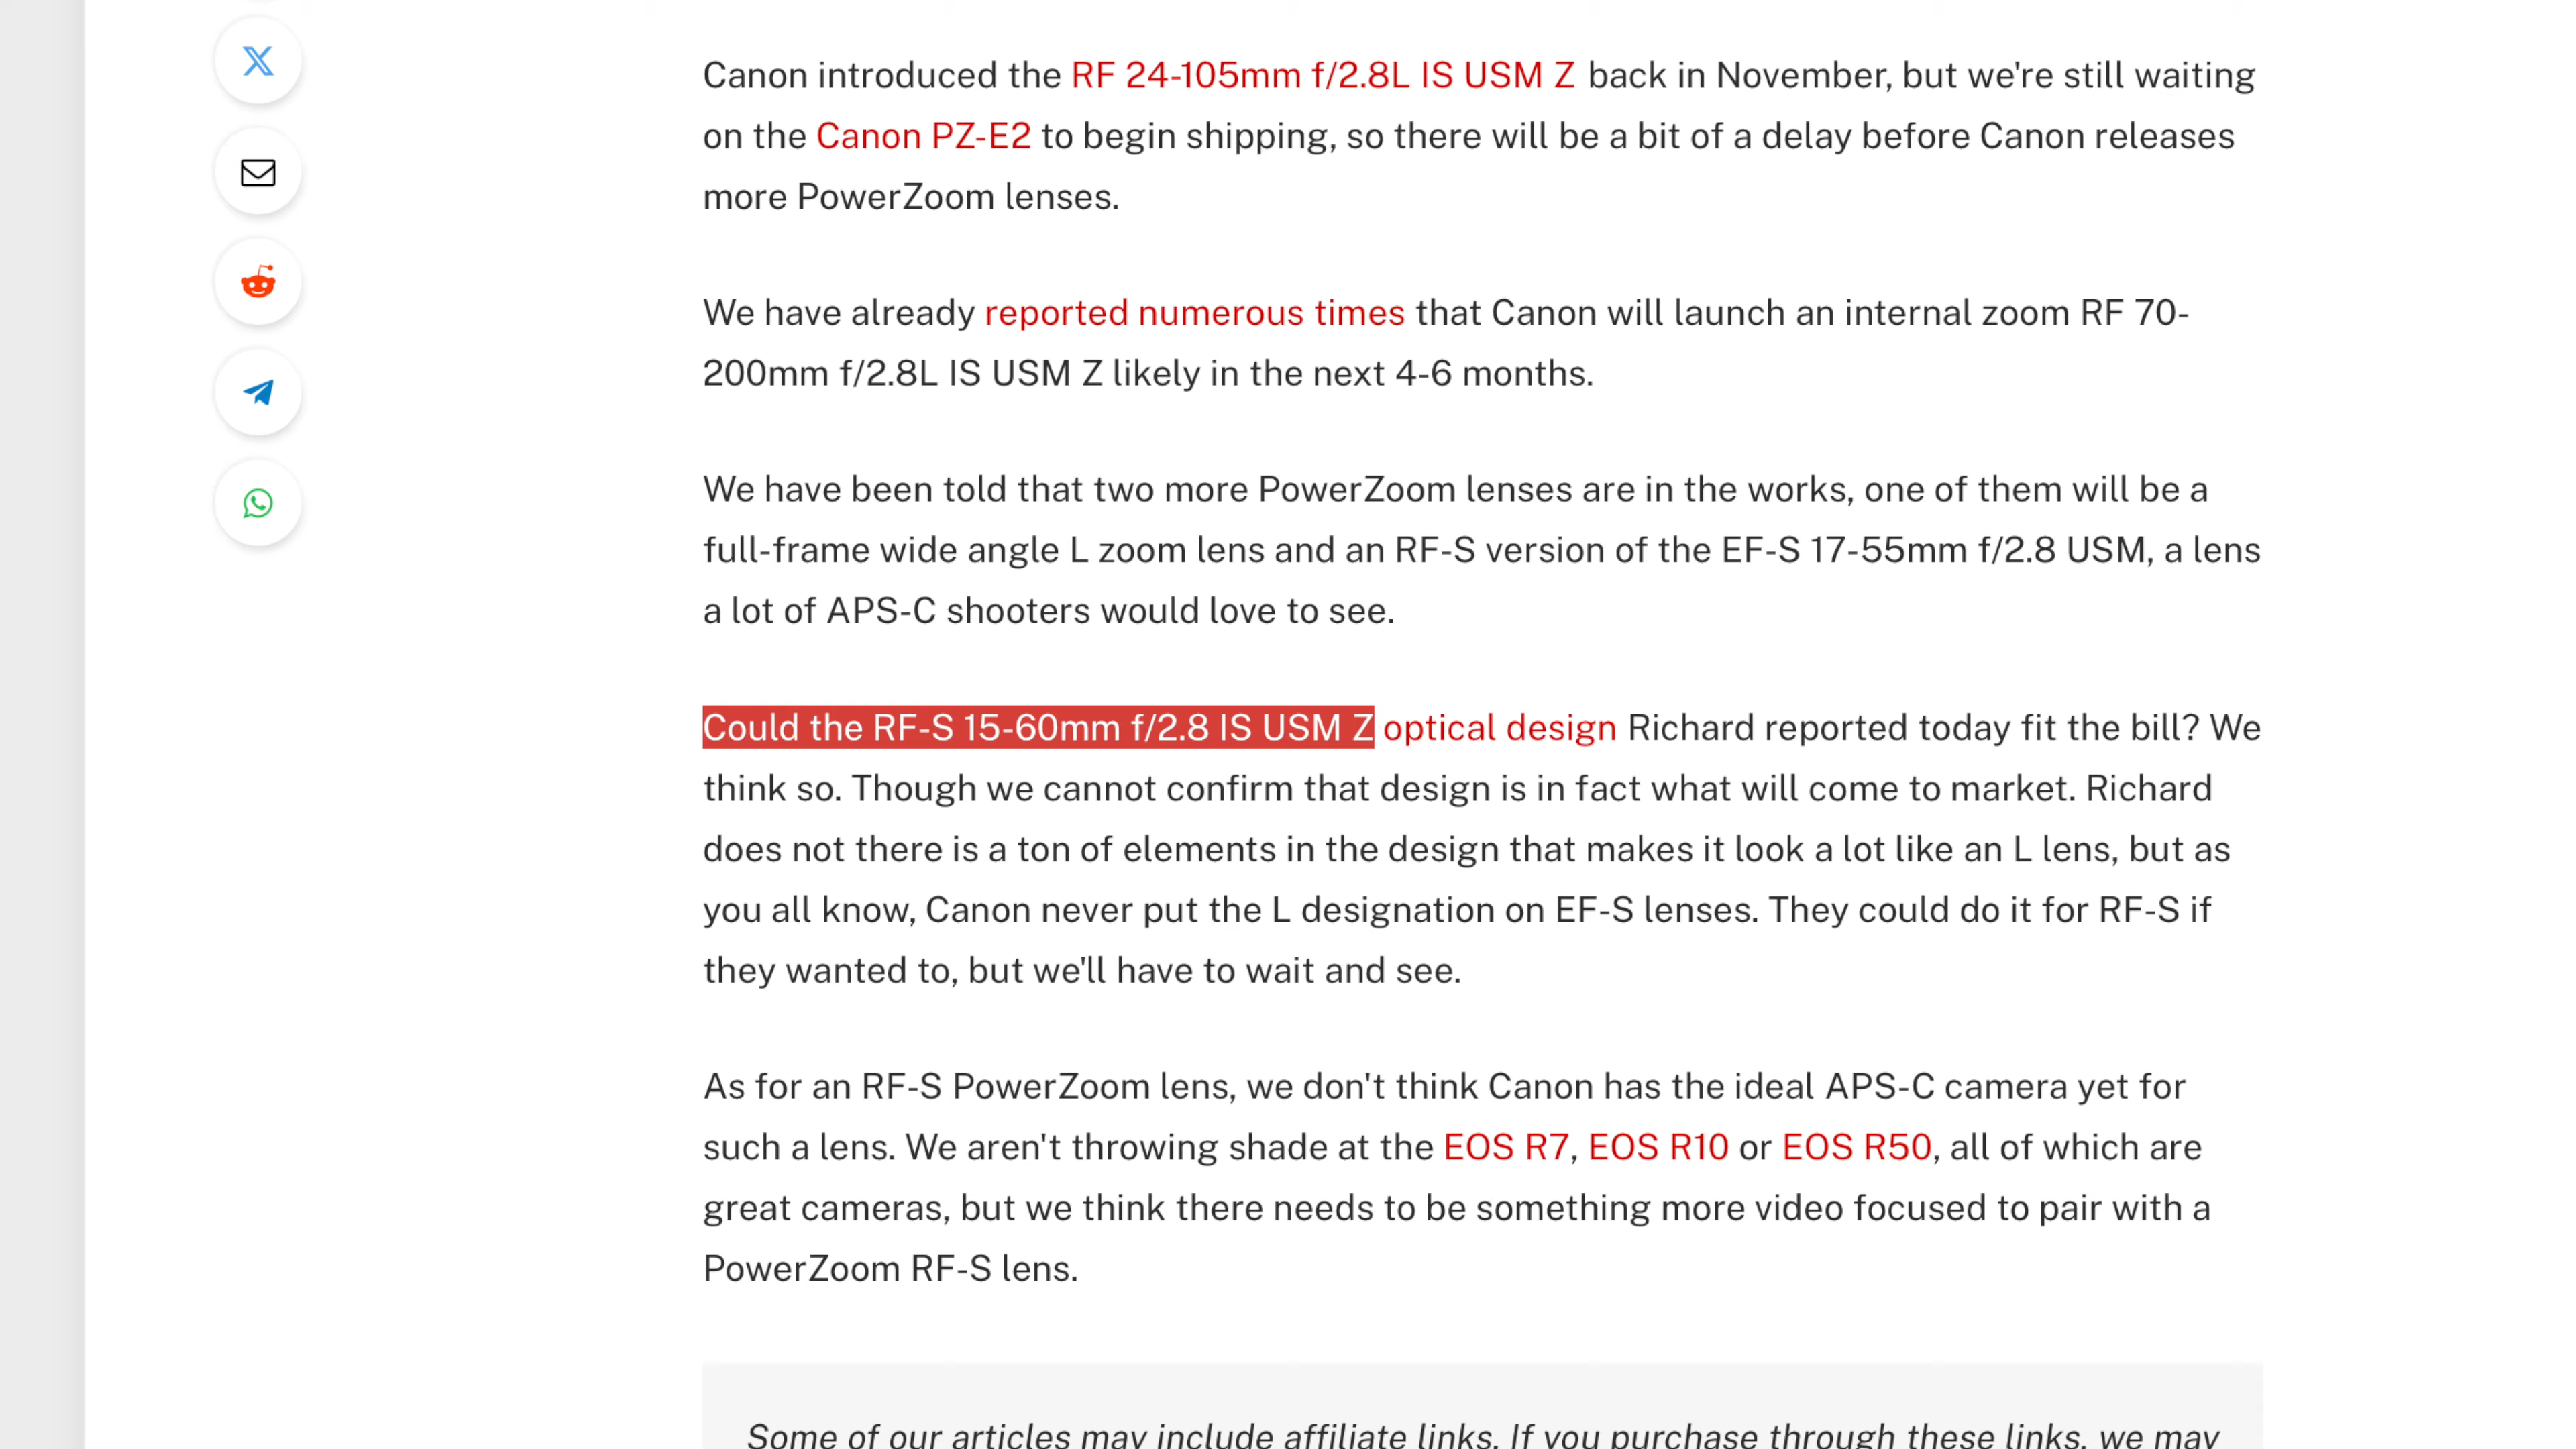 Canon introduced the RF 24-105mm f/2.8L IS USM Z back in November, but we're still waiting
on the Canon PZ-E2 to begin shipping, so there will be a bit of a delay before Canon releases
more PowerZoom lenses.
We have already reported numerous times that Canon will launch an internal zoom RF 70-
200mm f/2.8L IS USM Z likely in the next 4-6 months.
We have been told that two more PowerZoom lenses are in the works, one of them will be a
full-frame wide angle L zoom lens and an RF-S version of the EF-S 17-55mm f/2.8 USM, a lens
a lot of APS-C shooters would love to see.
Could the RF-S 15-60mm f/2.8 IS USM Z optical design Richard reported today fit the bill? We
think so. Though we cannot confirm that design is in fact what will come to market. Richard
does not there is a ton of elements in the design that makes it look a lot like an L lens, but as
you all know, Canon never put the L designation on EF-S lenses. They could do it for RF-S if
they wanted to, but we'll have to wait and see.
As for an RF-S PowerZoom lens, we don't think Canon has the ideal APS-C camera yet for
such a lens. We aren't throwing shade at the EOS R7, EOS R10 or EOS R50, all of which are
great cameras, but we think there needs to be something more video focused to pair with a
PowerZoom RF-S lens.
Some of our articles may include affiliate links. If you purchase through these links, we may